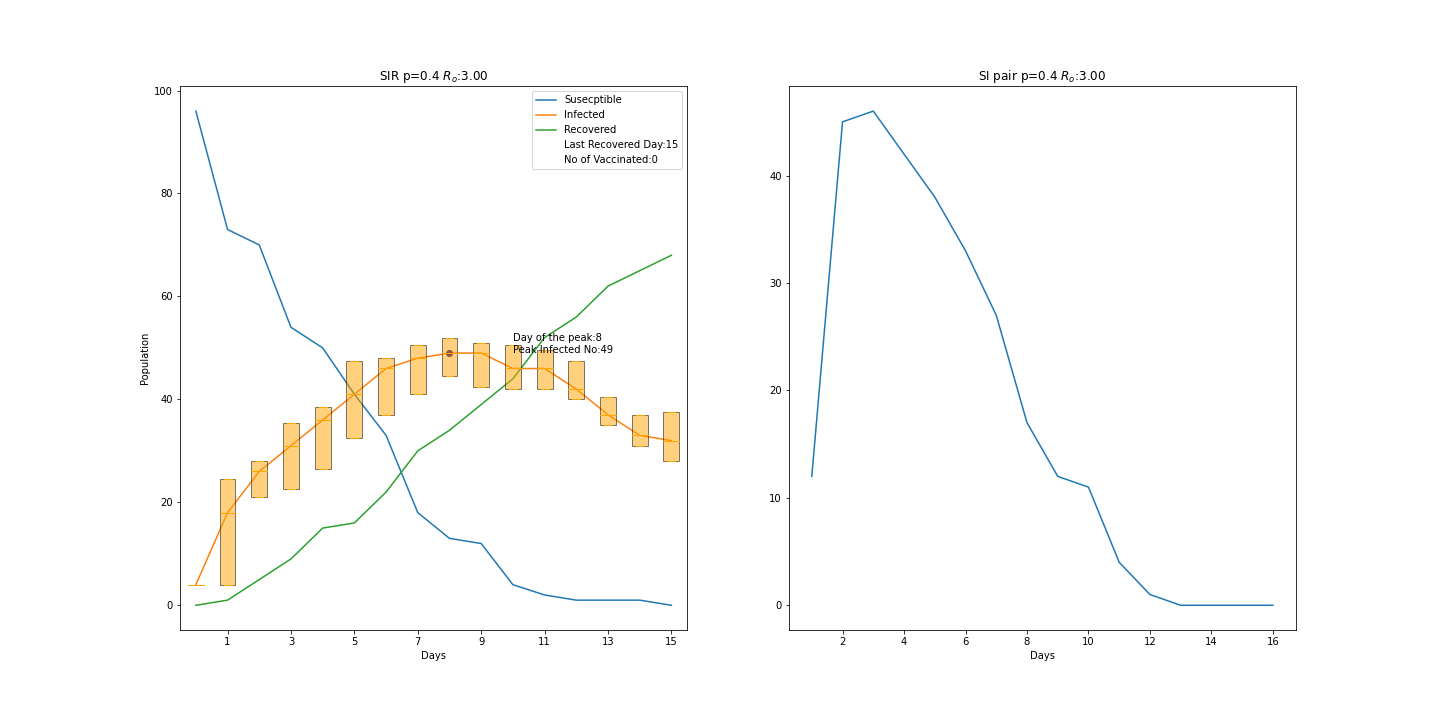 SIR p=0.4 Rₒ:3.00
100
80
60
40
20
0
Population
Susecptible
Infected
Recovered
Last Recovered Day:15
No of Vaccinated:0
Day of the peak:8
Peak Infected No:49
1 3 5 7 9 11 13 15
Days
SI pair p=0.4 Rₒ:3.00
40
30
20
10
0
2 4 6 8 10 12 14 16
Days